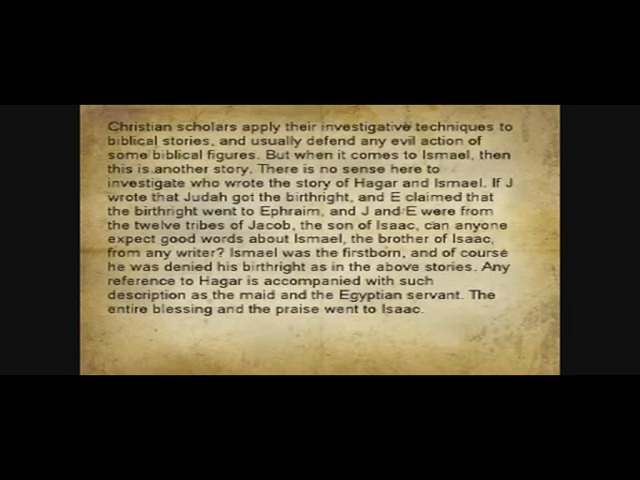 Christian scholars apply their investigative techniques to
biblical stories, and usually defend any evil action of
some biblical figures. But when it comes to Ismael, then
this is another story. There is no sense here to
investigate who wrote the story of Hagar and Ismael. If J
wrote that Judah got the birthright, and E claimed that
the birthright went to Ephraim, and J and E were from
the twelve tribes of Jacob, the son of Isaac, can anyone
expect good words about Ismael, the brother of Isaac,
from any writer? Ismael was the firstborn, and of course
he was denied his birthright as in the above stories. Any
reference to Hagar is accompanied with such
description as the maid and the Egyptian servant. The
entire blessing and the praise went to Isaac.